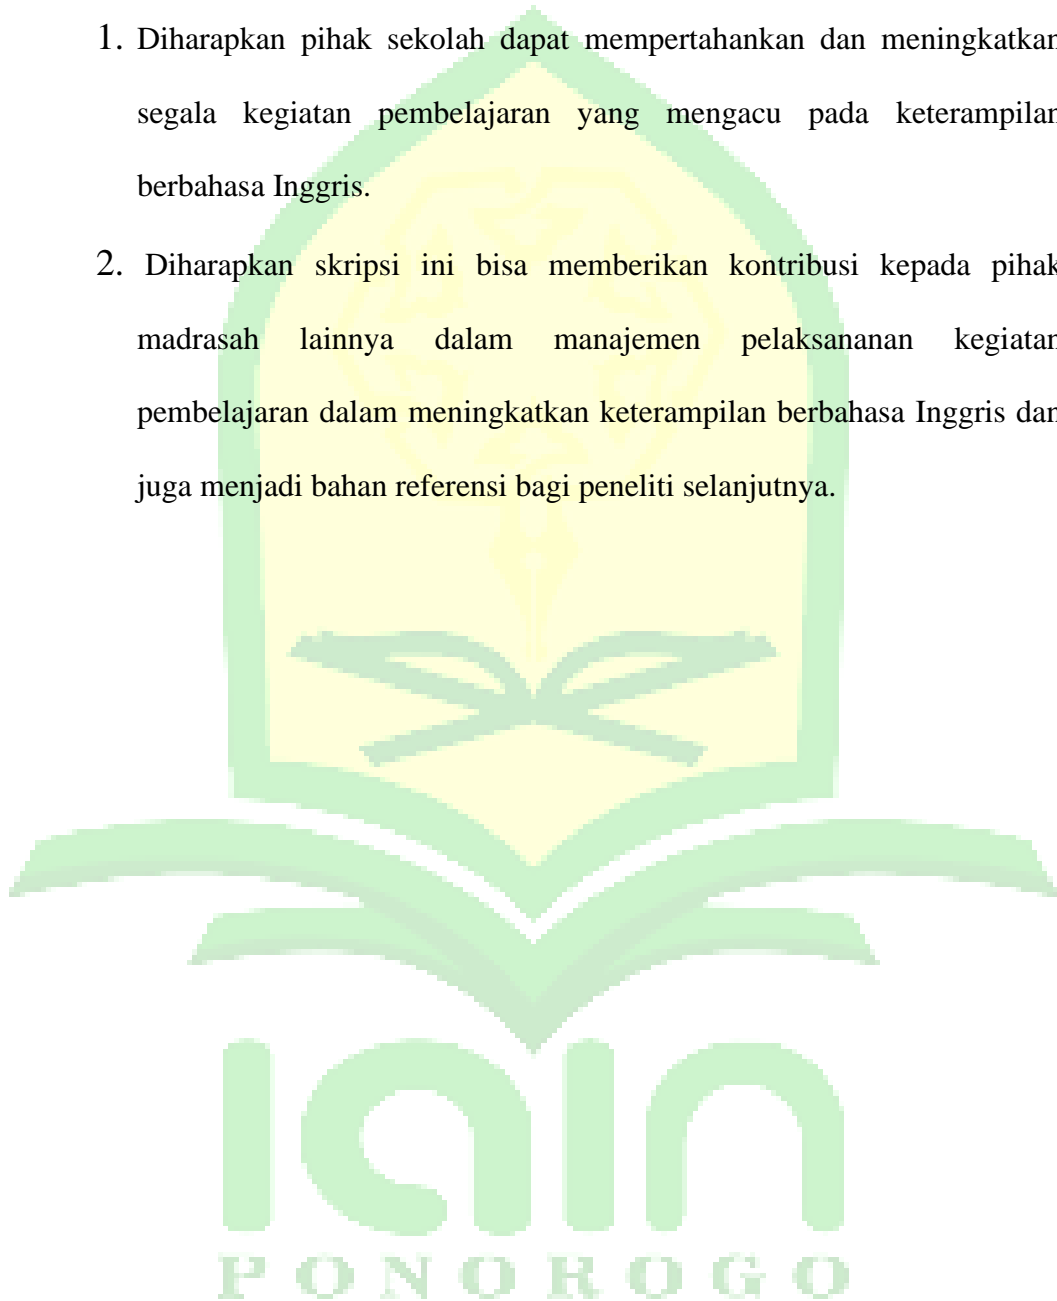 1. Diharapkan pihak sekolah dapat mempertahankan dan meningkatkan
segala kegiatan pembelajaran yang mengacu pada keterampilan
berbahasa Inggris.
2. Diharapkan skripsi ini bisa memberikan kontribusi kepada pihak
madrasah lainnya dalam manajemen pelaksananan kegiatan
pembelajaran dalam meningkatkan keterampilan berbahasa Inggris dan
juga menjadi bahan referensi bagi peneliti selanjutnya.
IAIN
PONOROGO